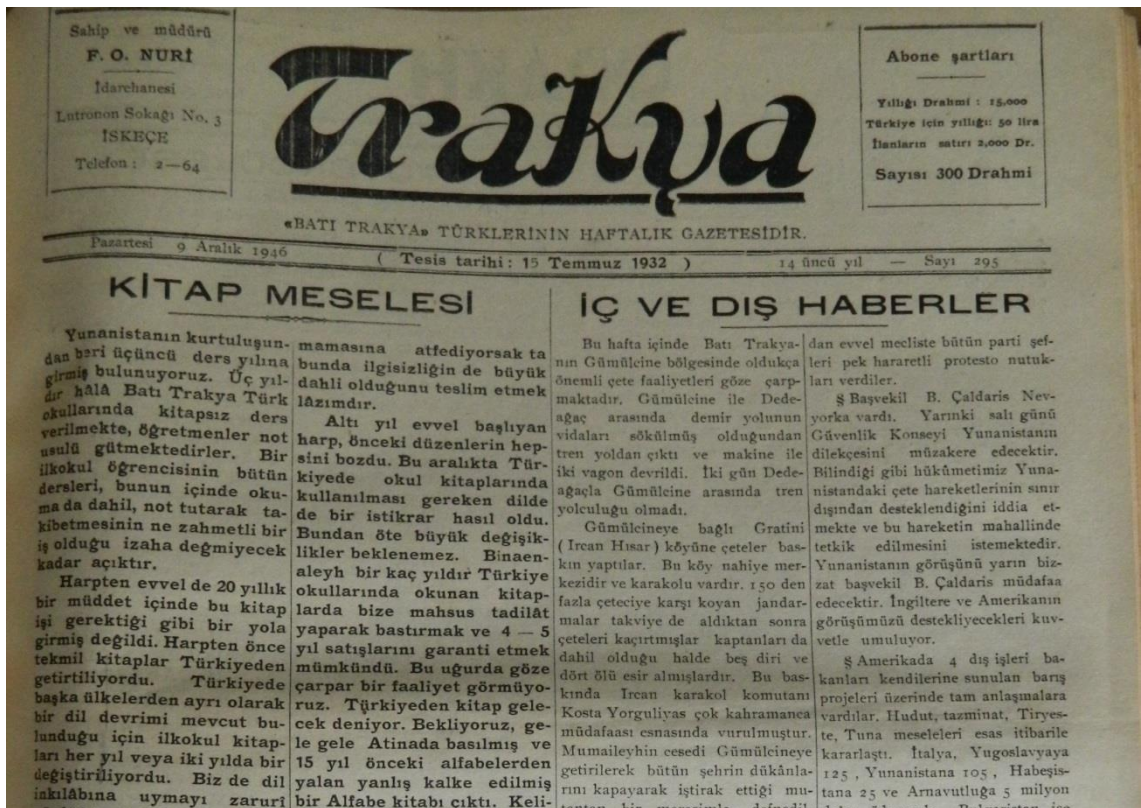 Sahip ve müdürü
F. O. NURİ
İdarehanesi
Lutronon Sokağı No. 3
İSKEÇE
Telefon : 2—64
Trakya
Abone şartları
Yıllığı Drahmi : 15,000
Türkiye için yıllığı: 50 lira
İlanların satırı 2,000 Dr.
Sayısı 300 Drahmi
«BATI TRAKYA» TÜRKLERİNİN HAFTALIK GAZETESİDİR.
Pazartesi 9 Aralık 1946
( Tesis tarihi : 15 Temmuz 1932 )
14 üncü yıl — Sayı 295
KİTAP MESELESİ
Yunanistanın kurtuluşun-
dan beri üçüncü ders yılına
girmiş bulunuyoruz. Üç yıl-
dır hâlâ Batı Trakya Türk
okullarında kitapsız ders
verilmekte, öğretmenler not
usulü gütmektedirler. Bir
ilkokul öğrencisinin bütün
dersleri, bunun içinde oku-
ma da dahil, not tutarak ta-
kibetmesinin ne zahmetli bir
iş olduğu izaha değmiyecek
kadar açıktır.
Harpten evvel de 20 yıllık
bir müddet içinde bu kitap
işi gerektiği gibi bir yola
girmiş değildi. Harpten önce
tekmil kitaplar Türkiyeden
getirtiliyordu. Türkiyede
başka ülkelerden ayrı olarak
bir dil devrimi mevcut bu-
lunduğu için ilkokul kitap-
ları her yıl veya iki yılda bir
değiştiriliyordu. Biz de dil
inkılâbına uymayı zarurî
mamasına atfediyorsak ta
bunda ilgisizliğin de büyük
dahli olduğunu teslim etmek
lâzımdır.
Altı yıl evvel başlıyan
harp, önceki düzenlerin hep-
sini bozdu. Bu aralıkta Tür-
kiyede okul kitaplarında
kullanılması gereken dilde
de bir istikrar hasıl oldu.
Bundan öte büyük değişik-
likler beklenemez. Binaen-
aleyh bir kaç yıldır Türkiye
okullarında okunan kitap-
larda bize mahsus tadilât
yaparak bastırmak ve 4 — 5
yıl satışlarını garanti etmek
mümkündü. Bu uğurda göze
çarpar bir faaliyet görmüyo-
ruz. Türkiyeden kitap gele-
cek deniyor. Bekliyoruz, ge-
le gele Atinada basılmış ve
15 yıl önceki alfabelerden
yalan yanlış kalke edilmiş
bir Alfabe kitabı çıktı. Keli-
İÇ VE DIŞ HABERLER
Bu hafta içinde Batı Trakya-
nın Gümülcine bölgesinde oldukça
önemli çete faaliyetleri göze çarp-
maktadır. Gümülcine ile Dede-
ağaç arasında demir yolunun
vidaları sökülmüş olduğundan
tren yoldan çıktı ve makine ile
iki vagon devrildi. İki gün Dede-
ağaçla Gümülcine arasında tren
yolculuğu olmadı.
Gümülcineye bağlı Gratini
( Ircan Hısar ) köyüne çeteler bas-
kın yaptılar. Bu köy nahiye mer-
kezidir ve karakolu vardır. 150 den
fazla çeteciye karşı koyan jandar-
malar takviye de aldıktan sonra
çeteleri kaçırtmışlar kaptanları da
dahil olduğu halde beş diri ve
dört ölü esir almışlardır. Bu bas-
kında Ircan karakol komutanı
Kosta Yorguliyas çok kahramanca
müdafaası esnasında vurulmuştur.
Mumaileyhin cesedi Gümülcineye
getirilerek bütün şehrin dükânla-
rını kapayarak iştirak ettiği mu-
dan evvel mecliste bütün parti şef-
leri pek hararetli protesto nutuk-
ları verdiler.
§ Başvekil B. Çaldaris Nev-
yorka vardı. Yarınki salı günü
Güvenlik Konseyi Yunanistanın
dilekçesini müzakere edecektir.
Bilindiği gibi hükûmetimiz Yuna-
nistandaki çete hareketlerinin sınır
dışından desteklendiğini iddia et-
mekte ve bu hareketin mahallinde
tetkik edilmesini istemektedir.
Yunanistanın görüşünü yarın biz-
zat başvekil B. Çaldaris müdafaa
edecektir. İngiltere ve Amerikanın
görüşümüzü destekliyecekleri kuv-
vetle umuluyor.
§ Amerikada 4 dış işleri ba-
kanları kendilerine sunulan barış
projeleri üzerinde tam anlaşmalara
vardılar. Hudut, tazminat, Tiryes-
te, Tuna meseleleri esas itibarile
kararlaştı. İtalya, Yugoslavyaya
125 , Yunanistana 105 , Habeşis-
tana 25 ve Arnavutluğa 5 milyon